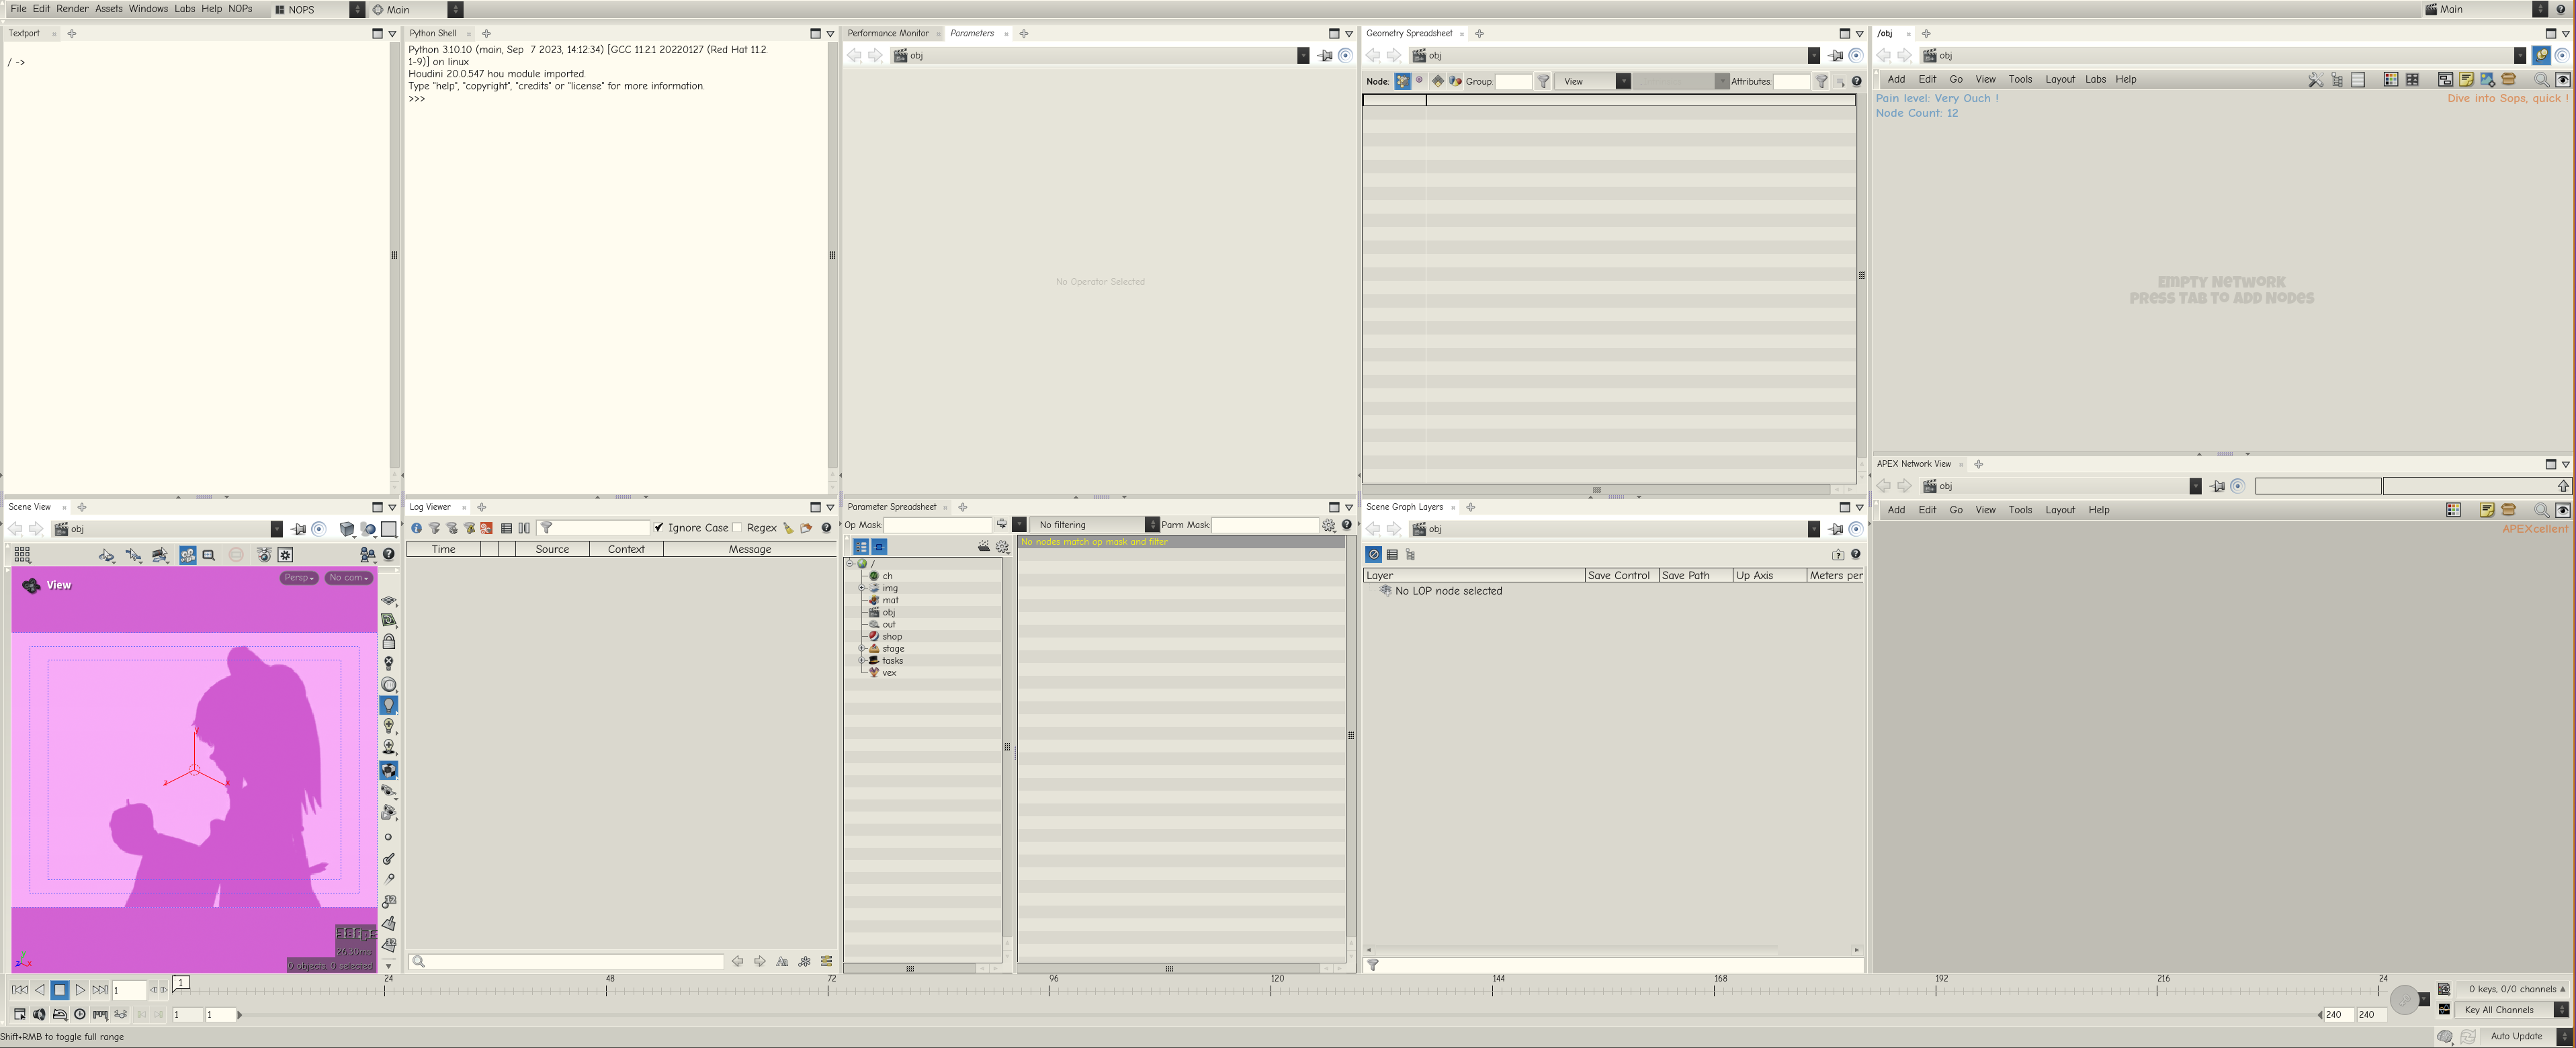 File Edit Render Assets Windows Labs Help NOPs NOPS Main Main
Textport
/ ->
Python Shell
Python 3.10.10 (main, Sep 7 2023, 14:12:34) [GCC 11.2.1 20220127 (Red Hat 11.2.
1-9)] on linux
Houdini 20.0.547 hou module imported.
Type "help", "copyright", "credits" or "license" for more information.
>>>
Performance Monitor Parameters
obj
No Operator Selected
Geometry Spreadsheet
obj
Node: Group: View Attributes:
/obj
obj
Add Edit Go View Tools Layout Labs Help
Pain level: Very Ouch !
Dive into Sops, quick !
Node Count: 12
EMPTY NETWORK
PRESS TAB TO ADD NODES
APEX Network View
obj
Add Edit Go View Tools Layout Help
APEXcellent
Scene View
obj
View Persp No cam
2630ms
0 objects, 0 selected
Log Viewer
Ignore Case Regex
Time Source Context Message
Parameter Spreadsheet
Op Mask: No filtering Parm Mask:
No nodes match op mask and filter
/
ch
img
mat
obj
out
shop
stage
tasks
vex
Scene Graph Layers
obj
Layer Save Control Save Path Up Axis Meters per
No LOP node selected
1 1 24 48 72 96 120 144 168 192 216 24
0 keys, 0/0 channels
1 1 240 240 Key All Channels
Shift+RMB to toggle full range
Auto Update